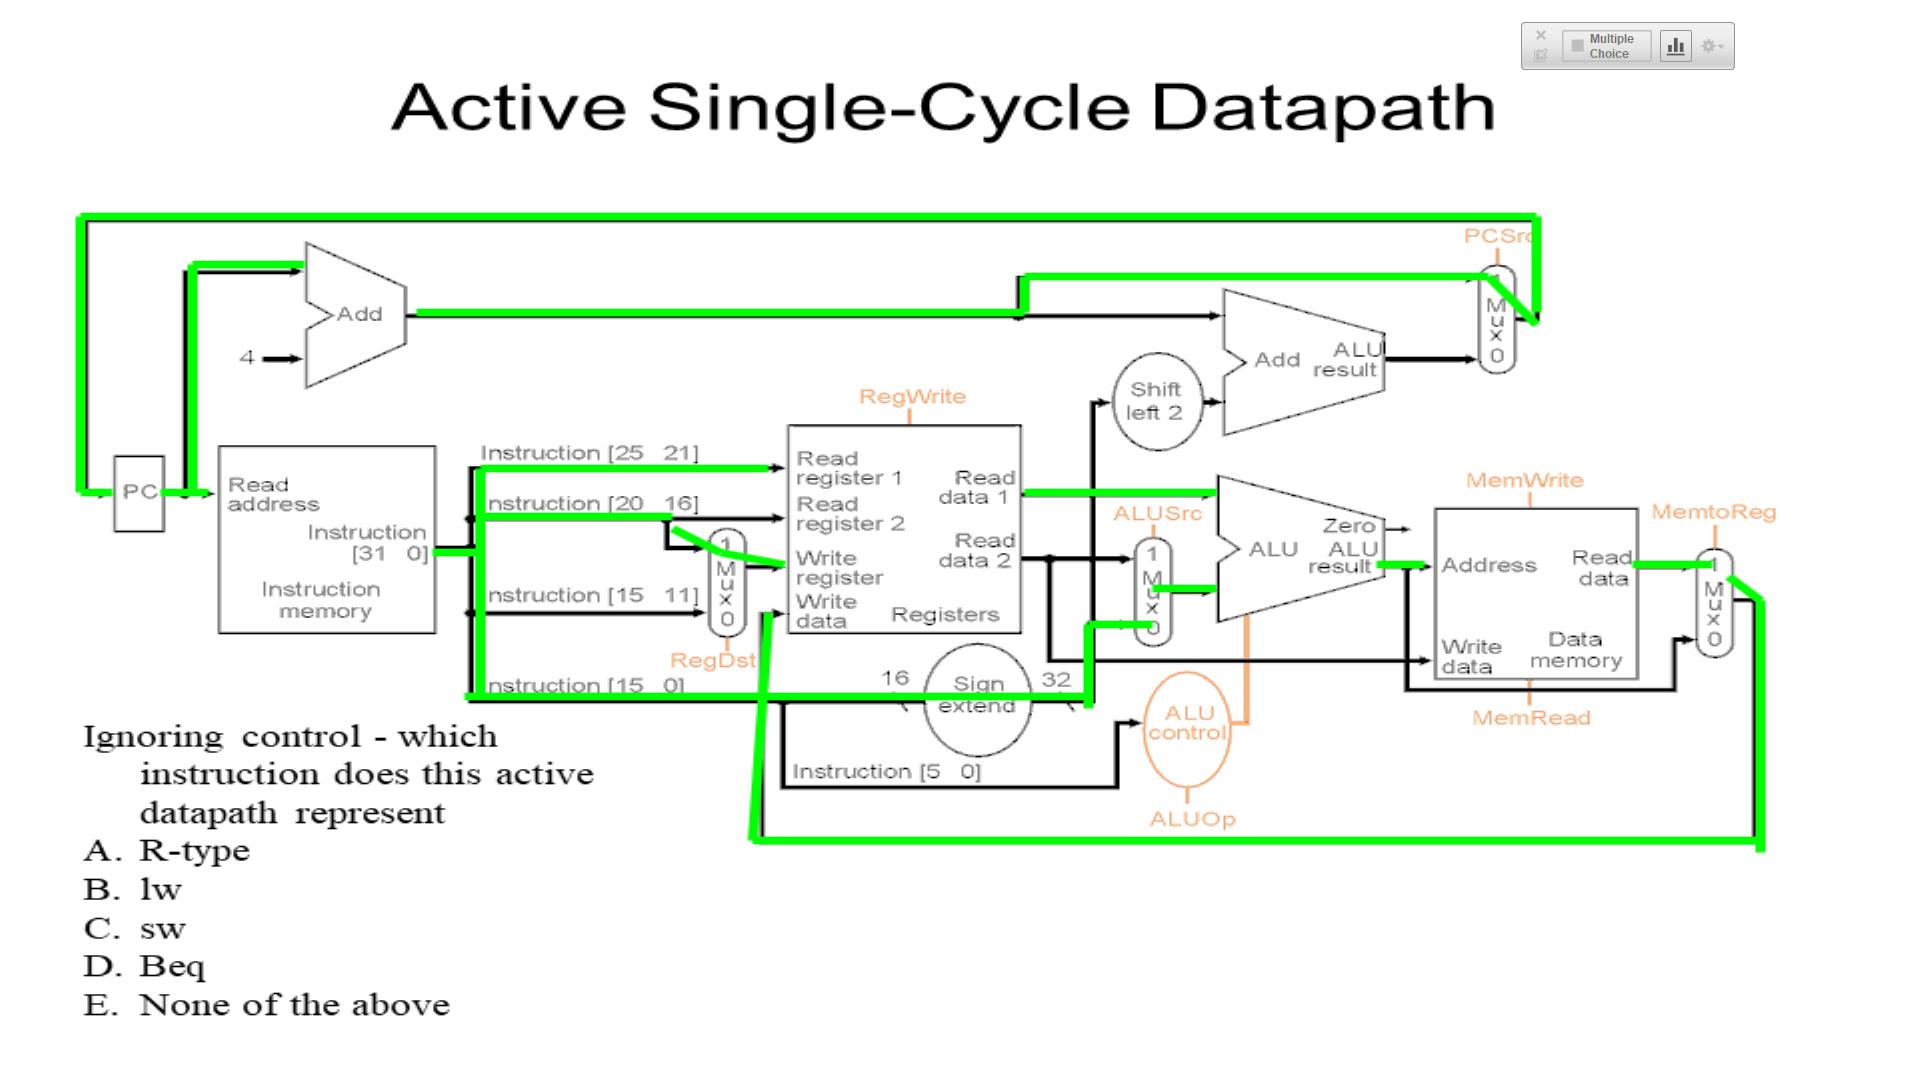 Multiple
Choice
Active Single-Cycle Datapath
PCSrc
Add
4
M
u
x
0
Add
ALU
result
Shift
left 2
RegWrite
PC
Read
address
Instruction
[31 0]
Instruction
memory
Instruction [25 21]
nstruction [20 16]
nstruction [15 11]
nstruction [15 0]
1
M
u
x
0
RegDst
Read
register 1
Read
register 2
Write
register
Write
data
Read
data 1
Read
data 2
Registers
16
Sign
extend
32
Instruction [5 0]
ALUSrc
1
M
u
x
0
ALU
Zero
ALU
result
ALU
control
ALUOp
MemWrite
Address
Read
data
Write
data
Data
memory
MemRead
MemtoReg
1
M
u
x
0
Ignoring control - which
instruction does this active
datapath represent
A. R-type
B. lw
C. sw
D. Beq
E. None of the above